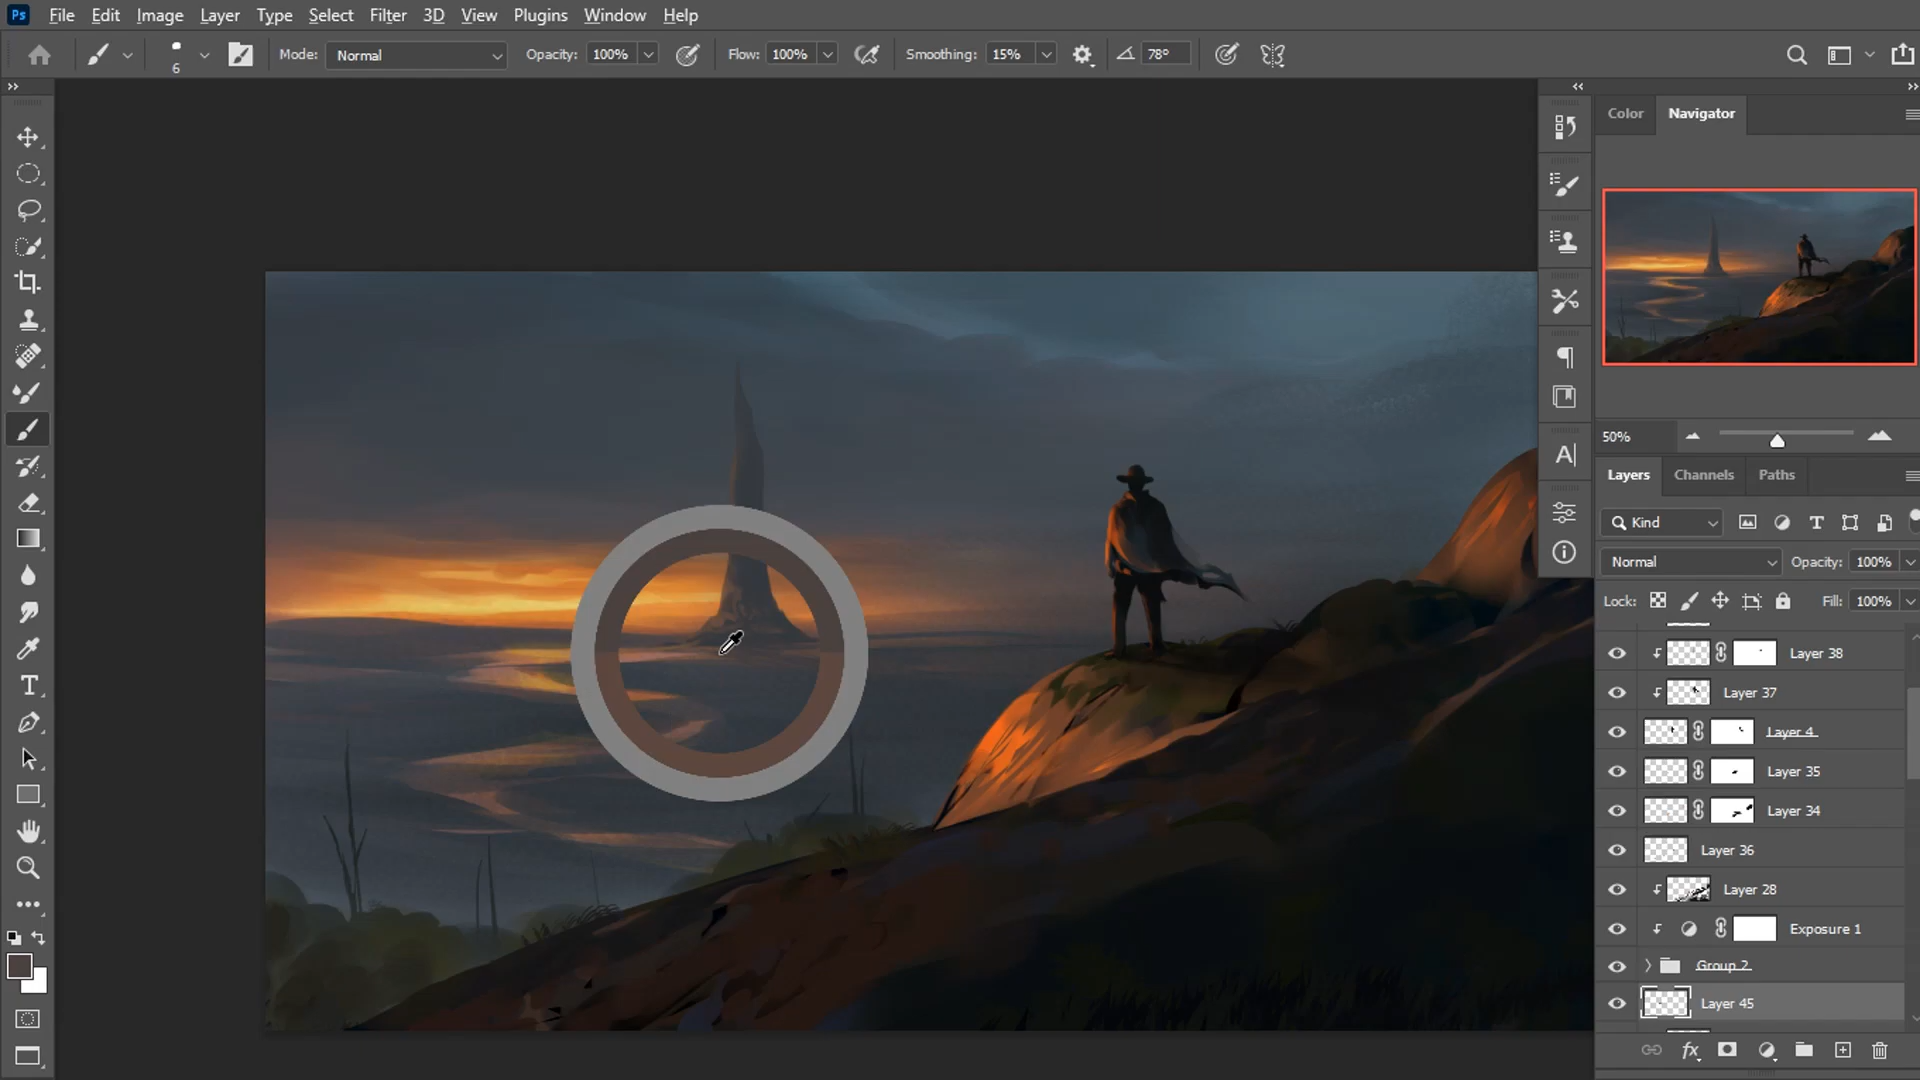 Ps File Edit Image Layer Type Select Filter 3D View Plugins Window Help
6 Mode: Normal Opacity: 100% Flow: 100% Smoothing: 15% 78°
Color Navigator
50%
Layers Channels Paths
Kind
Normal Opacity: 100%
Lock: Fill: 100%
Layer 38
Layer 37
Layer 4
Layer 35
Layer 34
Layer 36
Layer 28
Exposure 1
Group 2
Layer 45
fx